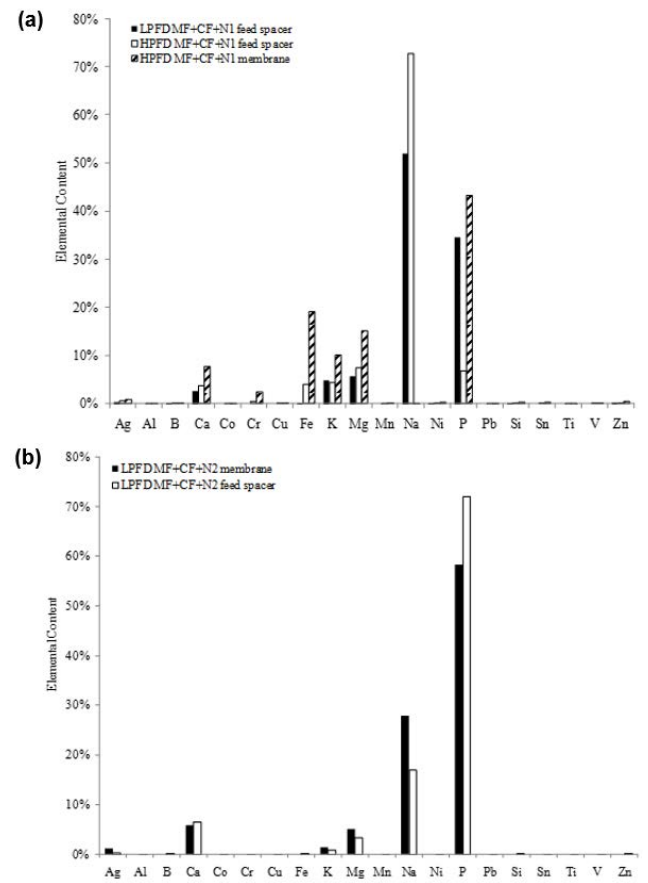 (a)
80%
70%
60%
50%
40%
30%
20%
10%
0%
Elemental Content
LPFD MF+CF+N1 feed spacer
HPFD MF+CF+N1 feed spacer
HPFD MF+CF+N1 membrane
Ag Al B Ca Co Cr Cu Fe K Mg Mn Na Ni P Pb Si Sn Ti V Zn
(b)
80%
70%
60%
50%
40%
30%
20%
10%
0%
Elemental Content
LPFD MF+CF+N2 membrane
LPFD MF+CF+N2 feed spacer
Ag Al B Ca Co Cr Cu Fe K Mg Mn Na Ni P Pb Si Sn Ti V Zn